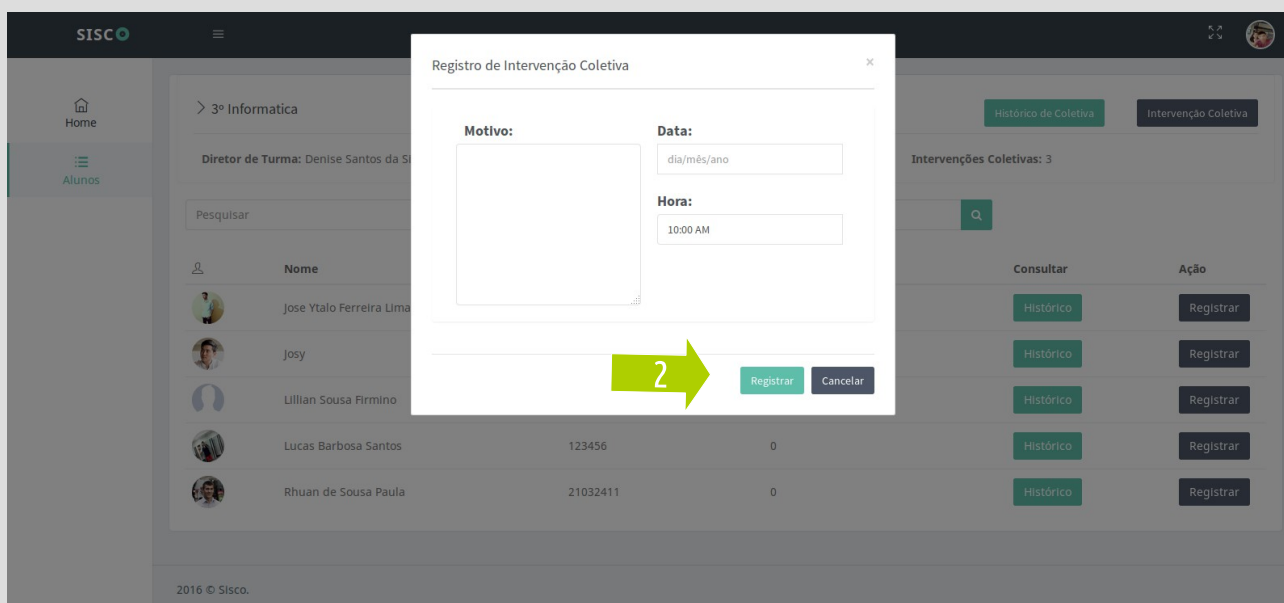 SISCO
Registro de Intervenção Coletiva
×
Home
Alunos
> 3º Informatica
Histórico de Coletiva
Intervenção Coletiva
Diretor de Turma: Denise Santos da
Intervenções Coletivas: 3
Motivo:
Data:
dia/mês/ano
Hora:
10:00 AM
Pesquisar
Nome
Consultar
Ação
Jose Ytalo Ferreira Lima
Histórico
Registrar
Josy
Histórico
Registrar
Lillian Sousa Firmino
Histórico
Registrar
Lucas Barbosa Santos
123456
0
Histórico
Registrar
Rhuan de Sousa Paula
21032411
0
Histórico
Registrar
2
Registrar
Cancelar
2016 © Sisco.